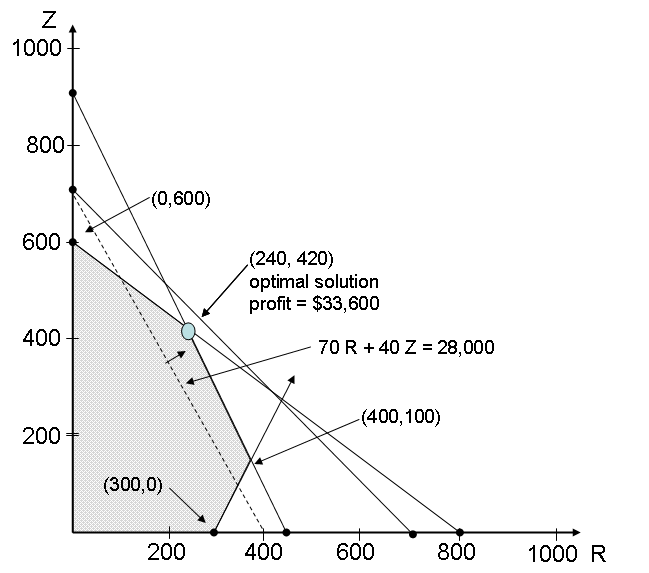 Z
1000
800
(0,600)
600
(240, 420)
optimal solution
profit = $33,600
400
70 R + 40 Z = 28,000
(400,100)
200
(300,0)
200 400 600 800 1000 R